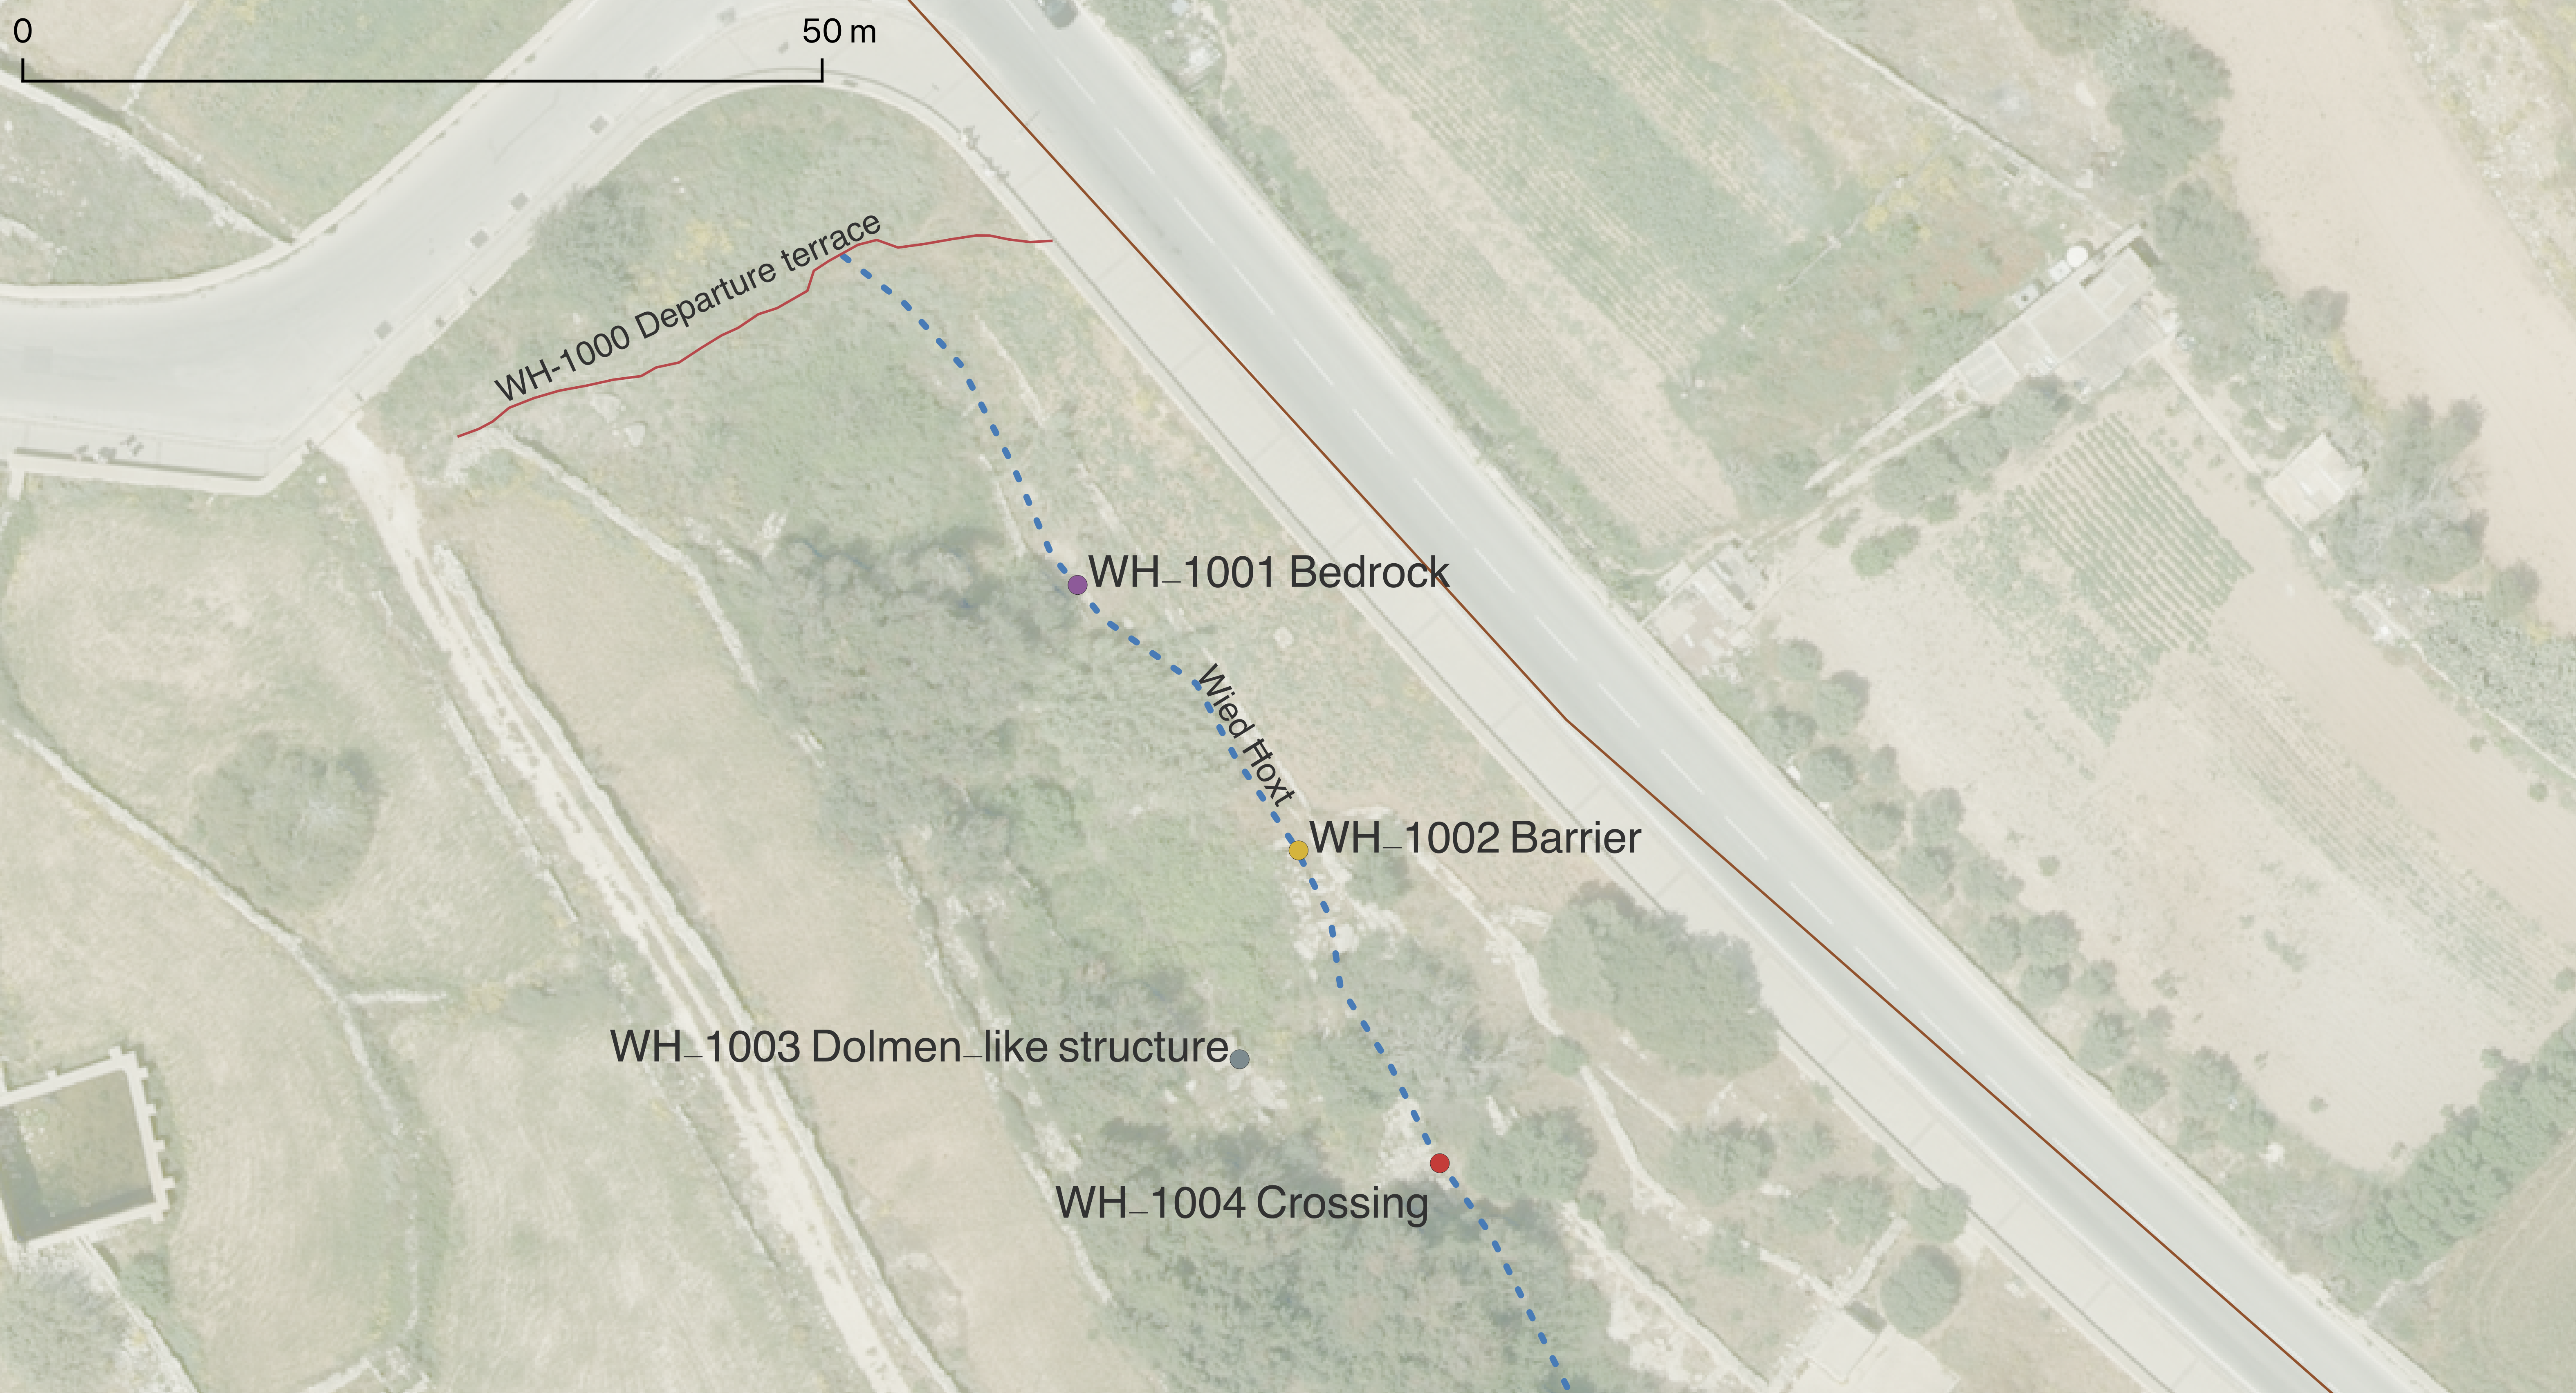 0 50 m
WH-1000 Departure terrace
WH-1001 Bedrock
Wied Ħoxt
WH-1002 Barrier
WH-1003 Dolmen-like structure
WH-1004 Crossing